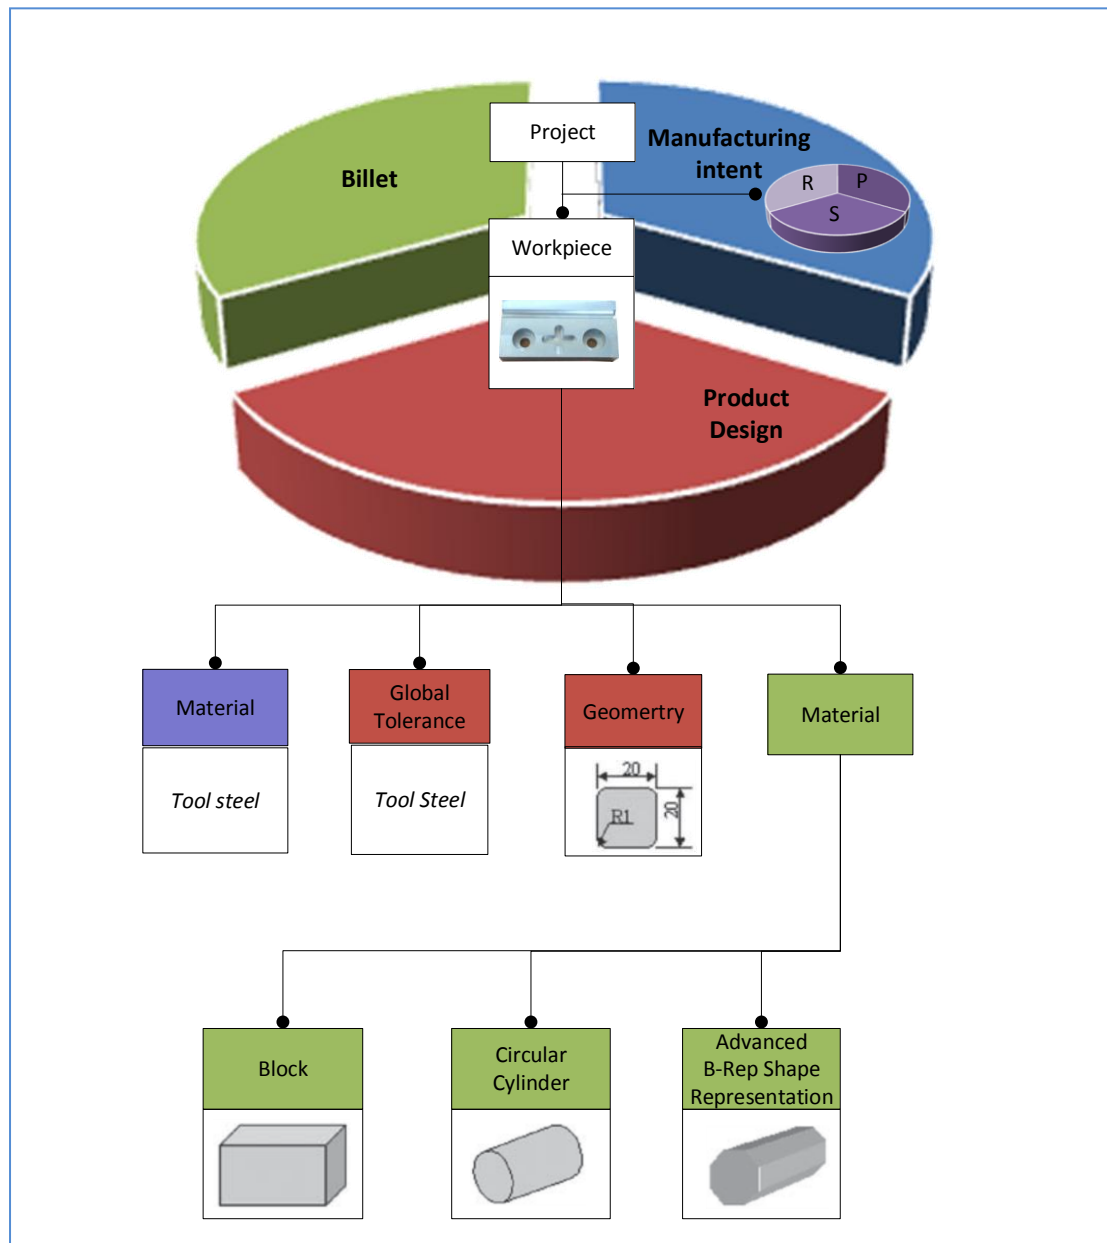 Project
Manufacturing
intent
Billet
R
P
S
Workpiece
Product
Design
Material
Global
Tolerance
Geomertry
Material
Tool steel
Tool Steel
20
20
R1
Block
Circular
Cylinder
Advanced
B-Rep Shape
Representation